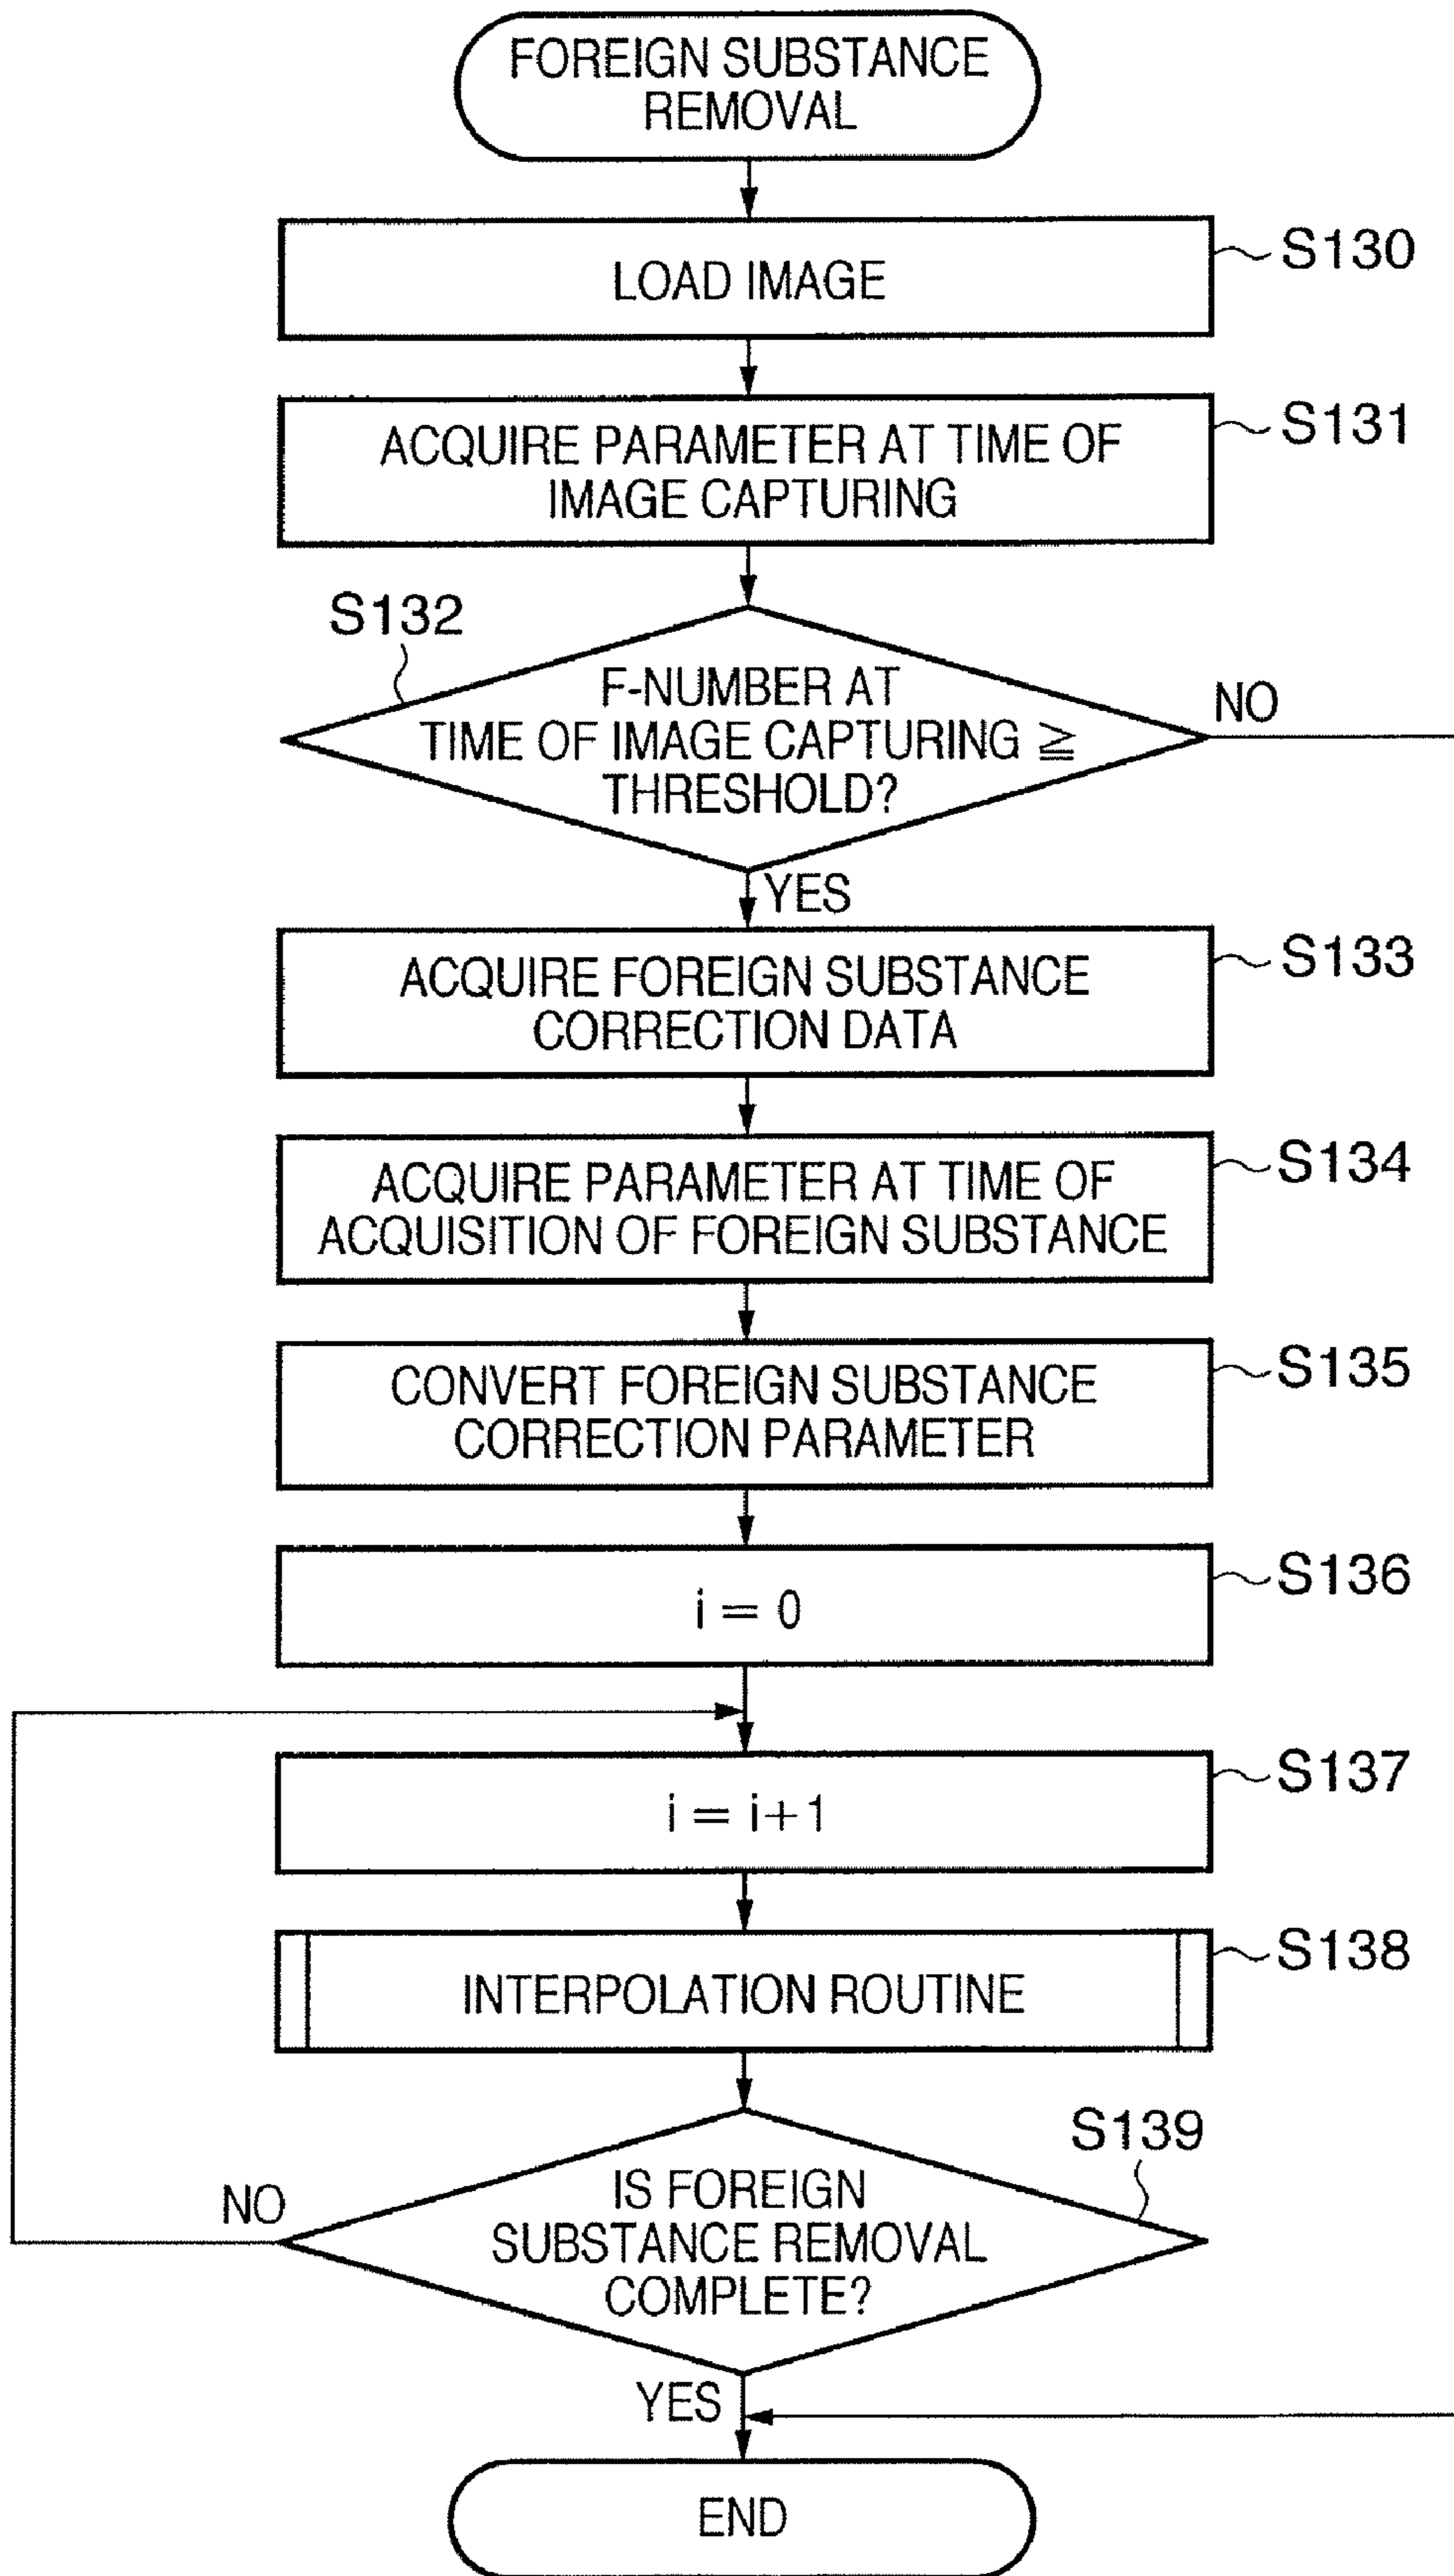 FOREIGN SUBSTANCE
REMOVAL
LOAD IMAGE
S130
ACQUIRE PARAMETER AT TIME OF
IMAGE CAPTURING
S131
S132
F-NUMBER AT
TIME OF IMAGE CAPTURING ≧
THRESHOLD?
NO
YES
ACQUIRE FOREIGN SUBSTANCE
CORRECTION DATA
S133
ACQUIRE PARAMETER AT TIME OF
ACQUISITION OF FOREIGN SUBSTANCE
S134
CONVERT FOREIGN SUBSTANCE
CORRECTION PARAMETER
S135
i = 0
S136
i = i+1
S137
INTERPOLATION ROUTINE
S138
S139
IS FOREIGN
SUBSTANCE REMOVAL
COMPLETE?
NO
YES
END